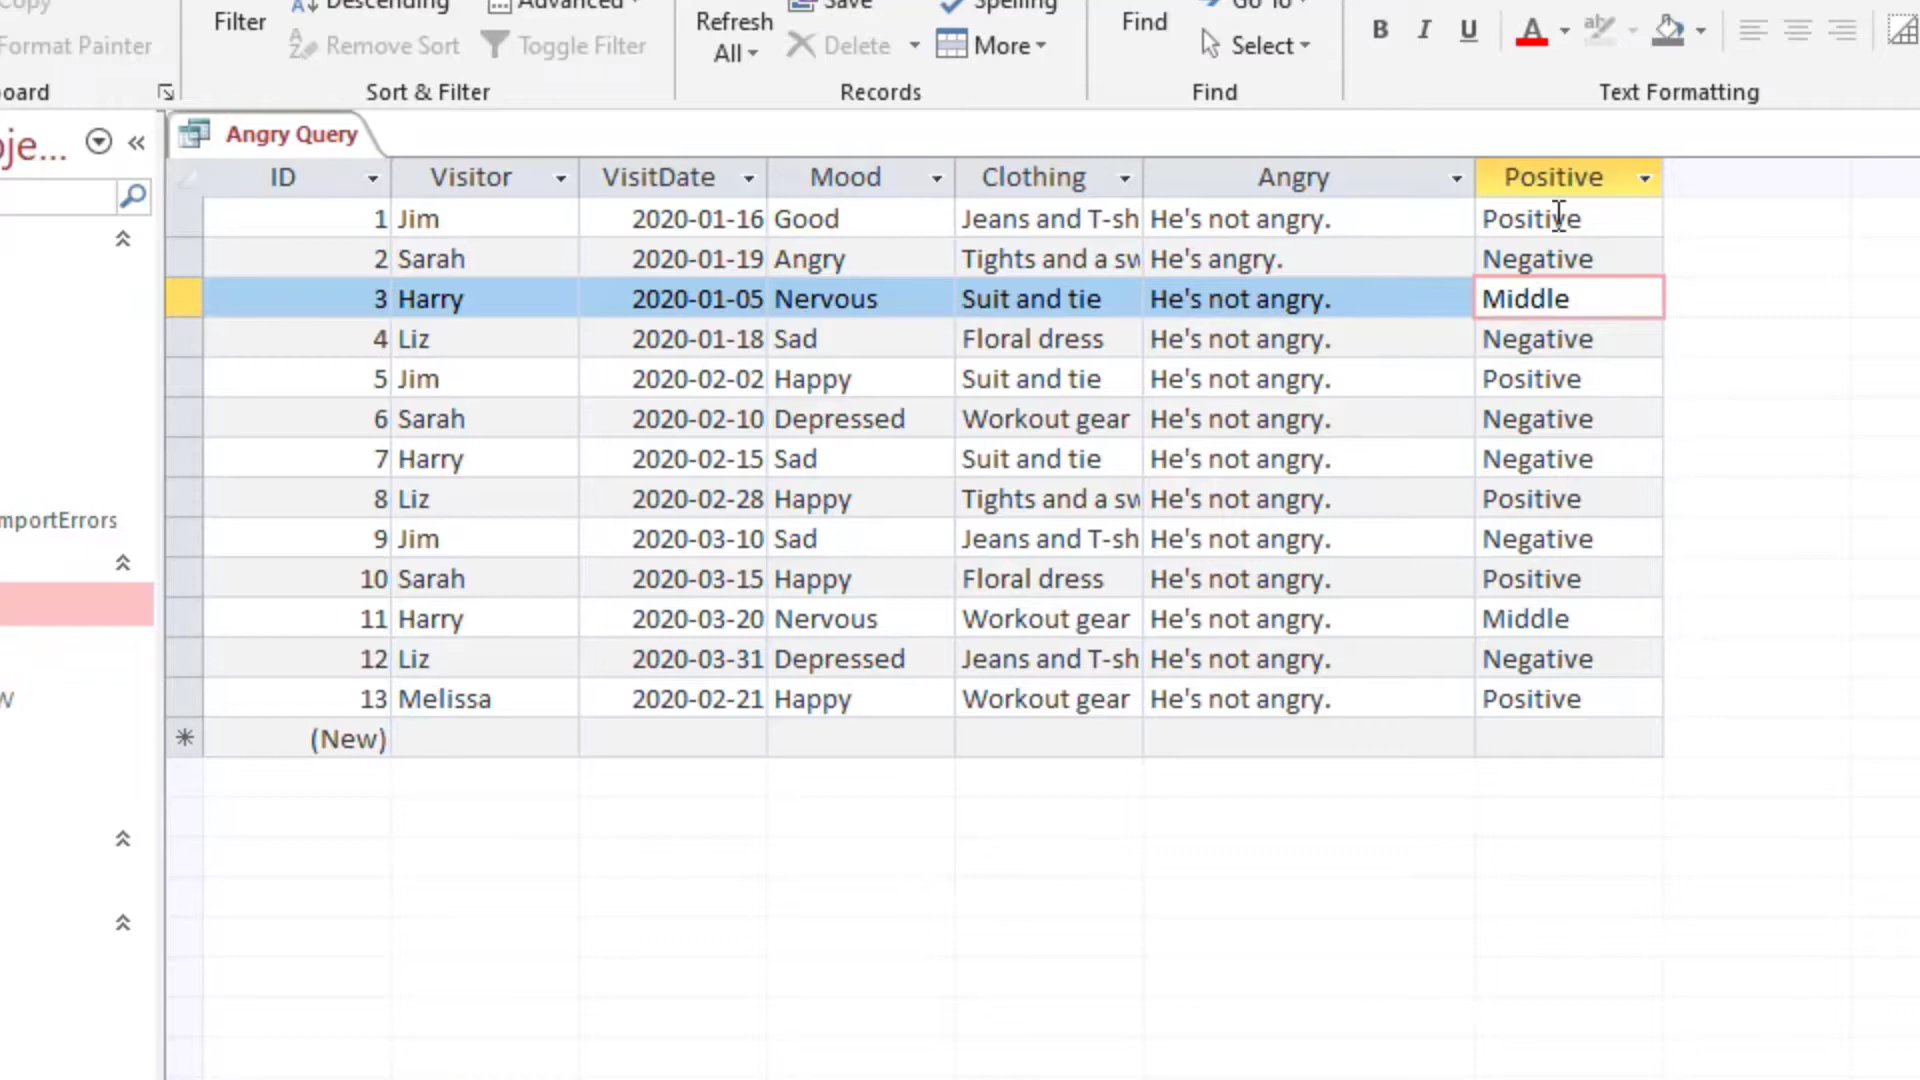 Copy
Format Painter
Filter
Descending
Remove Sort
Advanced
Toggle Filter
Sort & Filter
Refresh
All
Save
Delete
Spelling
More
Records
Find
Go To
Select
Find
B I U A
Text Formatting
oard
oje...
Angry Query
ID Visitor VisitDate Mood Clothing Angry Positive
1 Jim 2020-01-16 Good Jeans and T-sh He's not angry. Positive
2 Sarah 2020-01-19 Angry Tights and a sw He's angry. Negative
3 Harry 2020-01-05 Nervous Suit and tie He's not angry. Middle
4 Liz 2020-01-18 Sad Floral dress He's not angry. Negative
5 Jim 2020-02-02 Happy Suit and tie He's not angry. Positive
6 Sarah 2020-02-10 Depressed Workout gear He's not angry. Negative
7 Harry 2020-02-15 Sad Suit and tie He's not angry. Negative
8 Liz 2020-02-28 Happy Tights and a sw He's not angry. Positive
9 Jim 2020-03-10 Sad Jeans and T-sh He's not angry. Negative
10 Sarah 2020-03-15 Happy Floral dress He's not angry. Positive
11 Harry 2020-03-20 Nervous Workout gear He's not angry. Middle
12 Liz 2020-03-31 Depressed Jeans and T-sh He's not angry. Negative
13 Melissa 2020-02-21 Happy Workout gear He's not angry. Positive
(New)
mportErrors
w